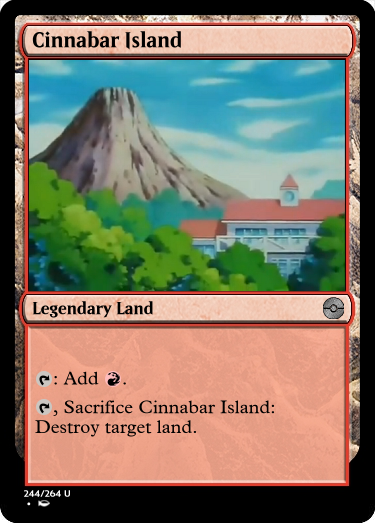 Cinnabar Island
Legendary Land
: Add .
, Sacrifice Cinnabar Island:
Destroy target land.
244/264 U